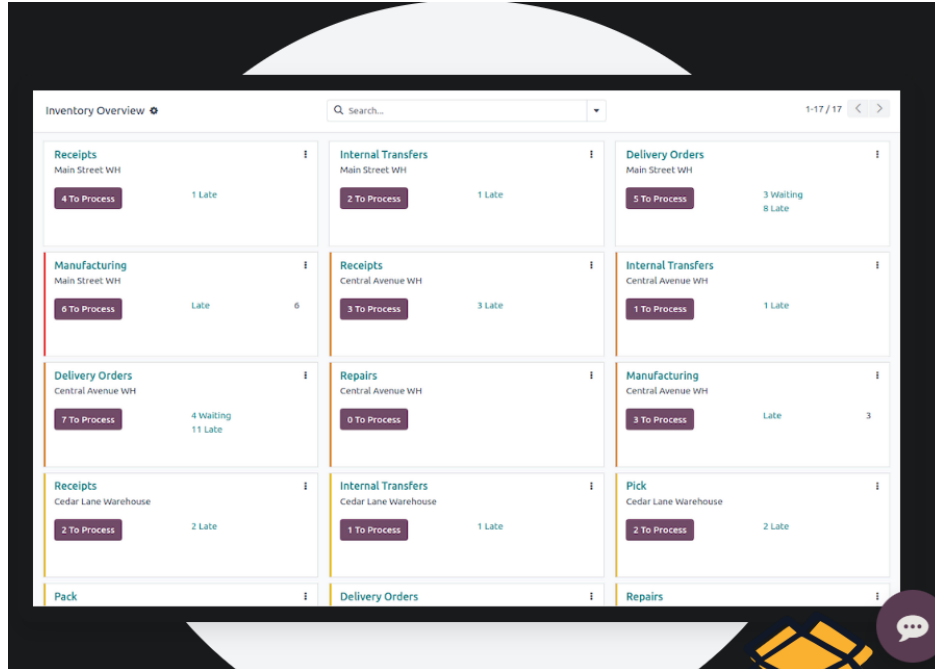 Inventory Overview
Search...
1-17 / 17
Receipts
Main Street WH
4 To Process
1 Late
Internal Transfers
Main Street WH
2 To Process
1 Late
Delivery Orders
Main Street WH
5 To Process
3 Waiting
8 Late
Manufacturing
Main Street WH
6 To Process
Late 6
Receipts
Central Avenue WH
3 To Process
3 Late
Internal Transfers
Central Avenue WH
1 To Process
1 Late
Delivery Orders
Central Avenue WH
7 To Process
4 Waiting
11 Late
Repairs
Central Avenue WH
0 To Process
Manufacturing
Central Avenue WH
3 To Process
Late 3
Receipts
Cedar Lane Warehouse
2 To Process
2 Late
Internal Transfers
Cedar Lane Warehouse
1 To Process
1 Late
Pick
Cedar Lane Warehouse
2 To Process
2 Late
Pack
Delivery Orders
Repairs